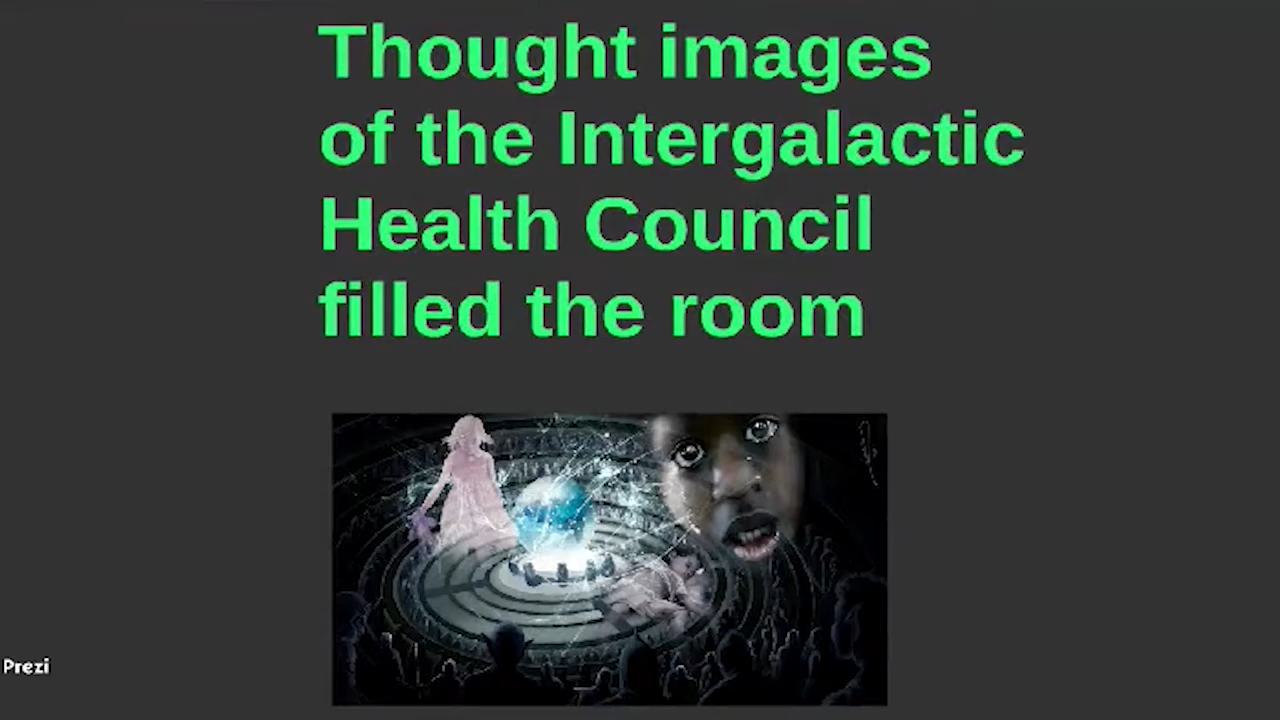 Thought images
of the Intergalactic
Health Council
filled the room
Prezi